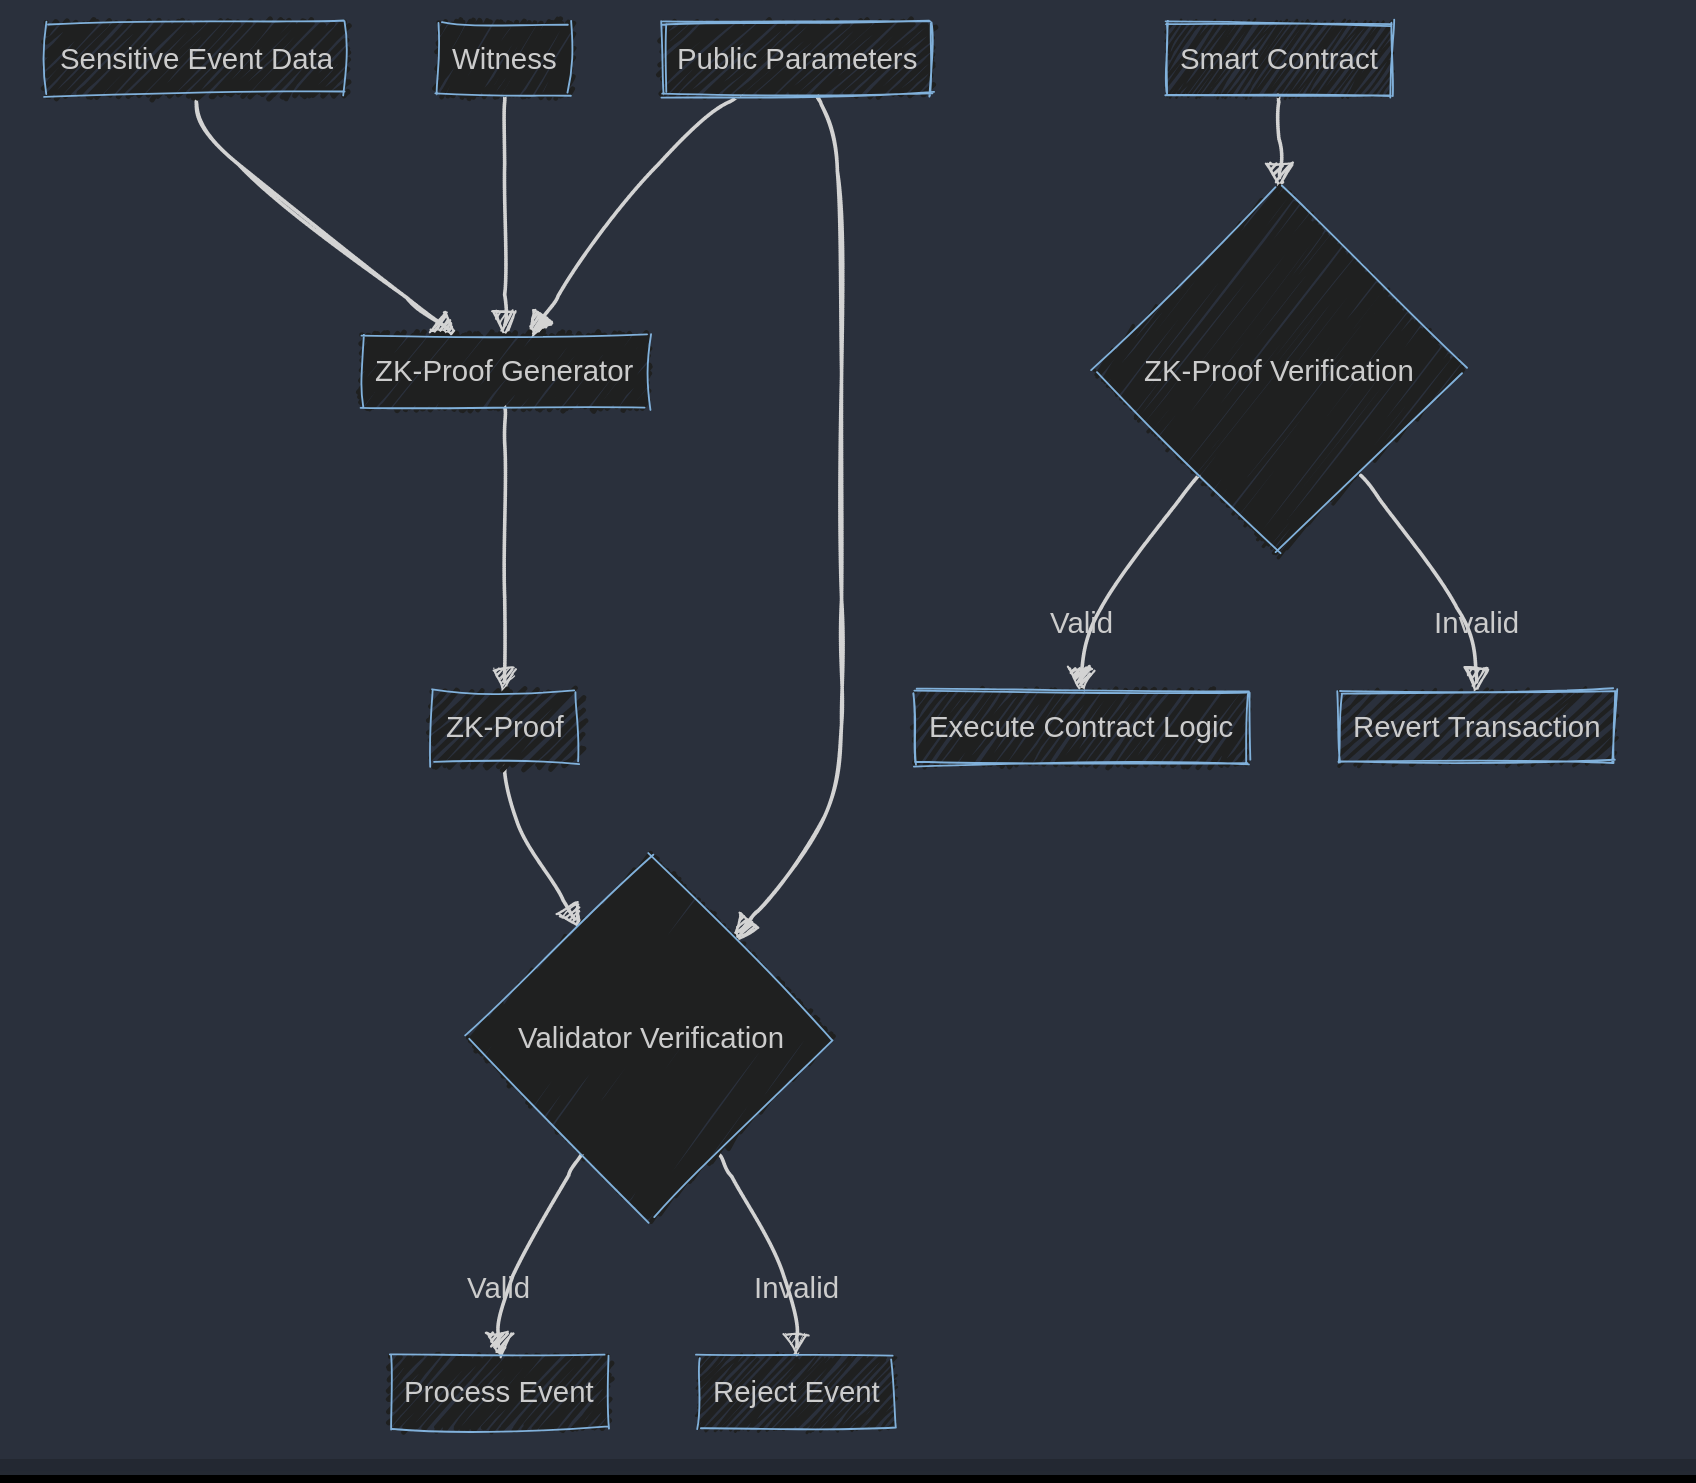 Sensitive Event Data
Witness
Public Parameters
Smart Contract
ZK-Proof Generator
ZK-Proof Verification
Valid
Invalid
ZK-Proof
Execute Contract Logic
Revert Transaction
Validator Verification
Valid
Invalid
Process Event
Reject Event